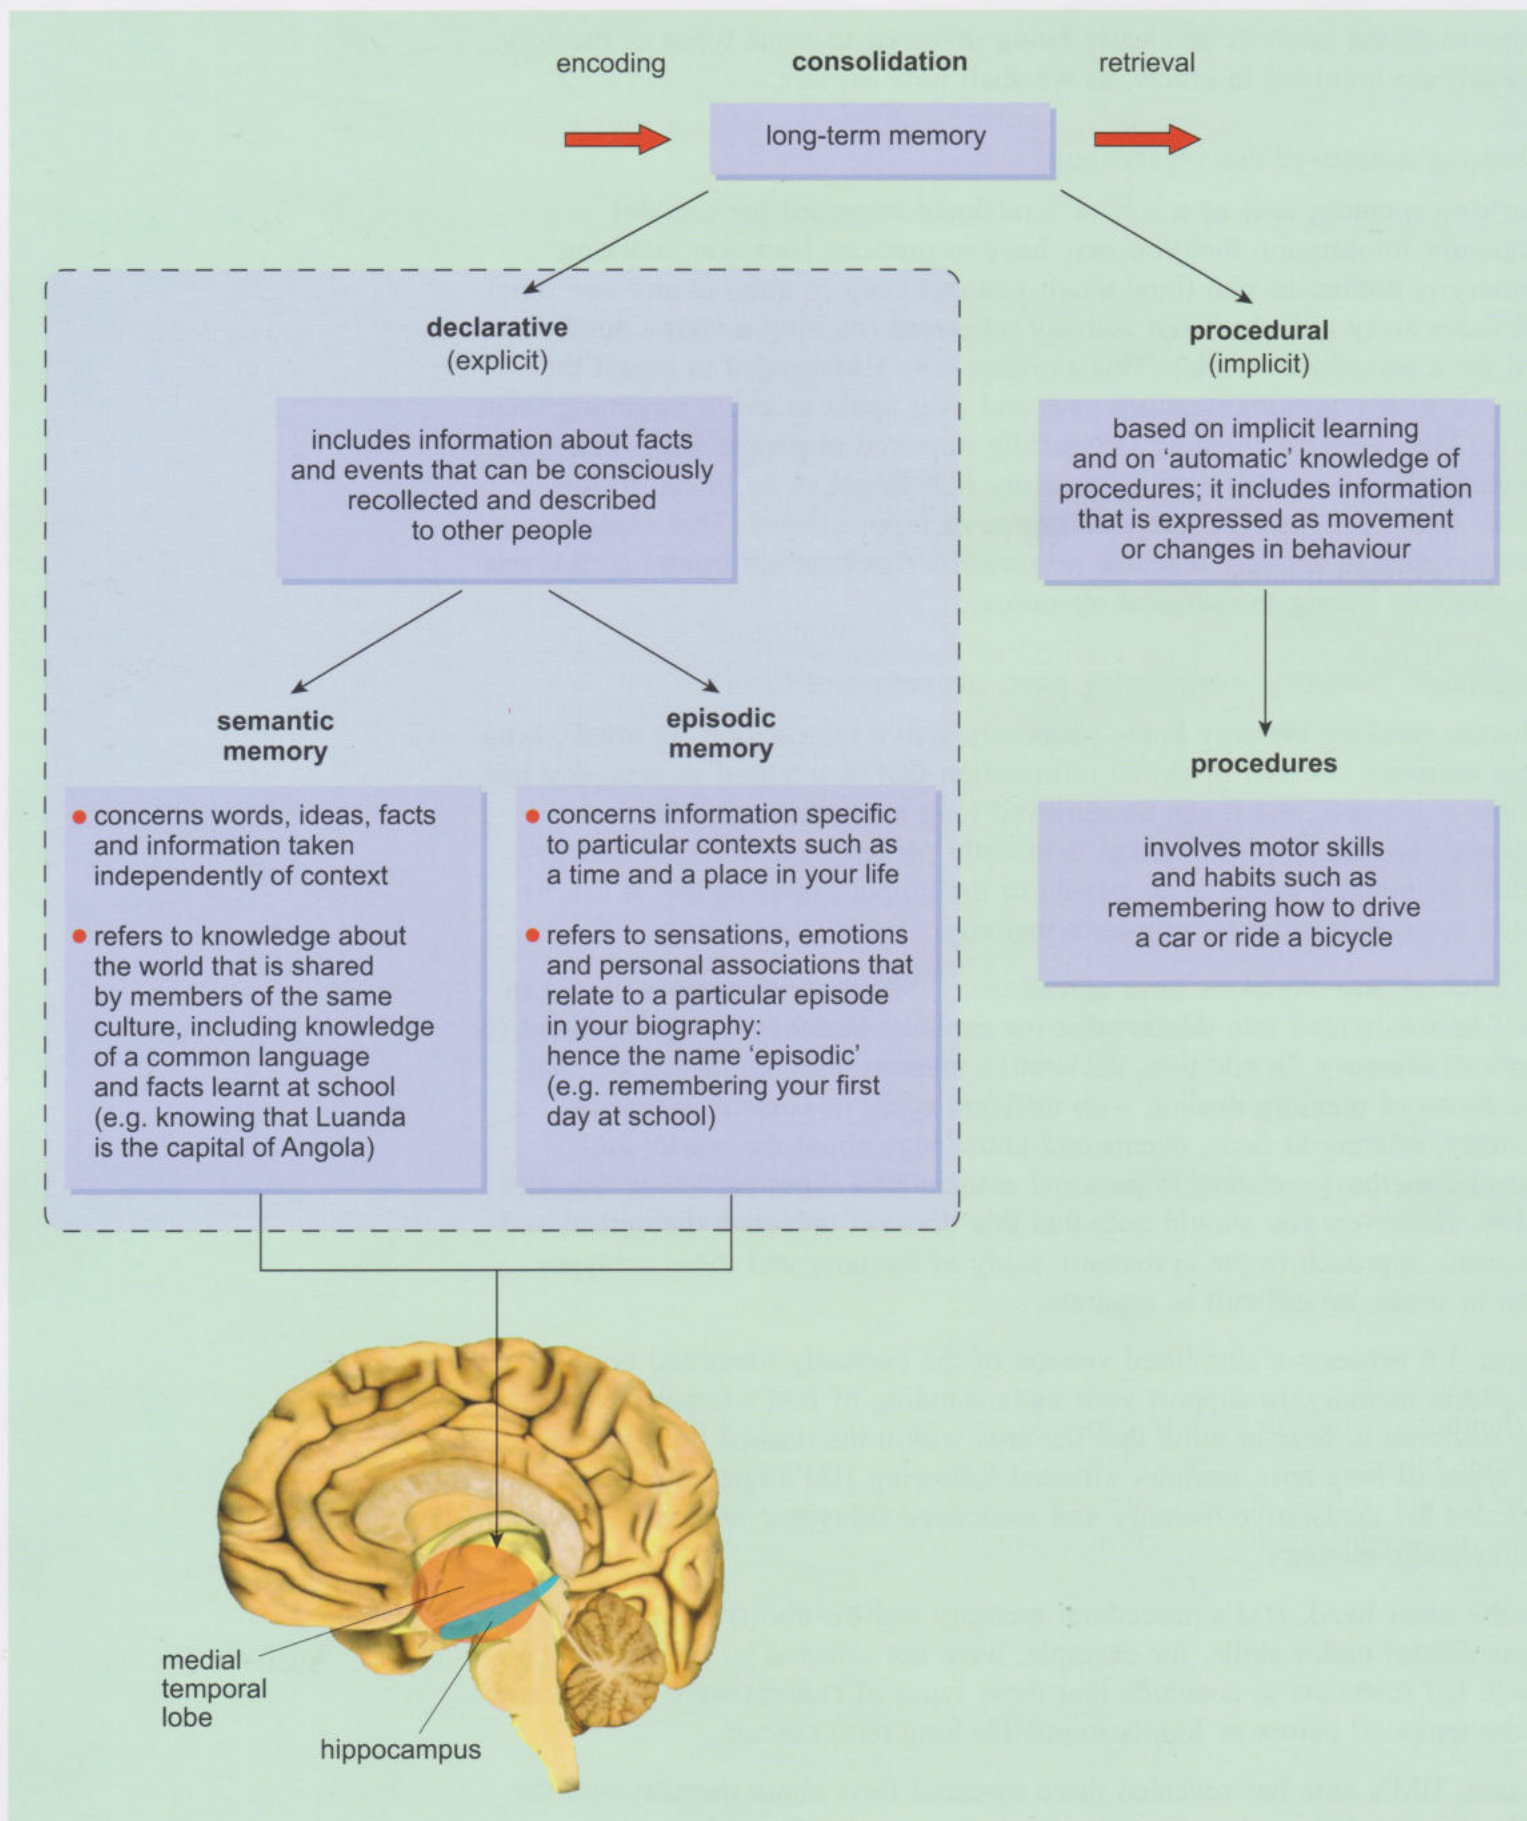 encoding
consolidation
retrieval
long-term memory
declarative
(explicit)
includes information about facts
and events that can be consciously
recollected and described
to other people
procedural
(implicit)
based on implicit learning
and on ‘automatic’ knowledge of
procedures; it includes information
that is expressed as movement
or changes in behaviour
semantic
memory
• concerns words, ideas, facts
and information taken
independently of context
• refers to knowledge about
the world that is shared
by members of the same
culture, including knowledge
of a common language
and facts learnt at school
(e.g. knowing that Luanda
is the capital of Angola)
episodic
memory
• concerns information specific
to particular contexts such as
a time and a place in your life
• refers to sensations, emotions
and personal associations that
relate to a particular episode
in your biography:
hence the name ‘episodic’
(e.g. remembering your first
day at school)
procedures
involves motor skills
and habits such as
remembering how to drive
a car or ride a bicycle
medial
temporal
lobe
hippocampus